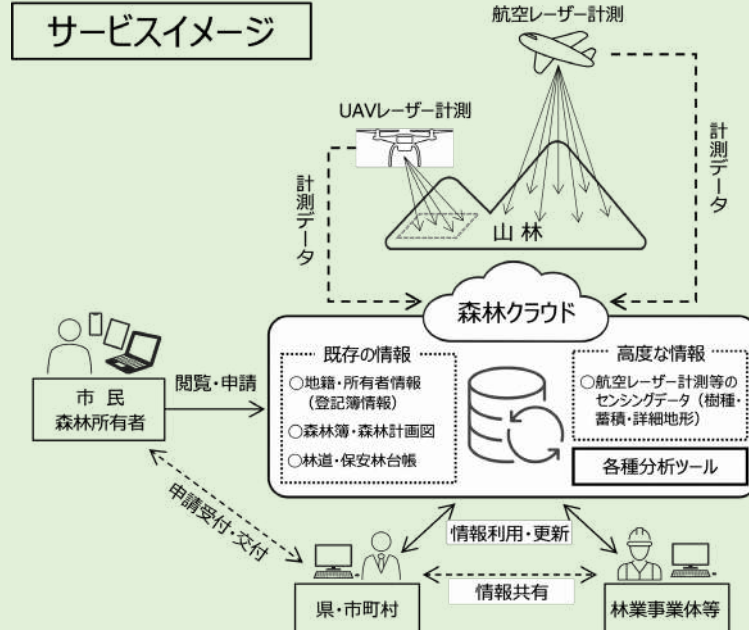 サービスイメージ
航空レーザー計測
UAVレーザー計測
計測データ
計測データ
山林
森林クラウド
既存の情報
○地籍・所有者情報
(登記簿情報)
○森林簿・森林計画図
○林道・保安林台帳
高度な情報
○航空レーザー計測等の
センシングデータ(樹種・
蓄積・詳細地形)
各種分析ツール
市民
森林所有者
閲覧・申請
申請受付・交付
情報利用・更新
情報共有
県・市町村
林業事業体等